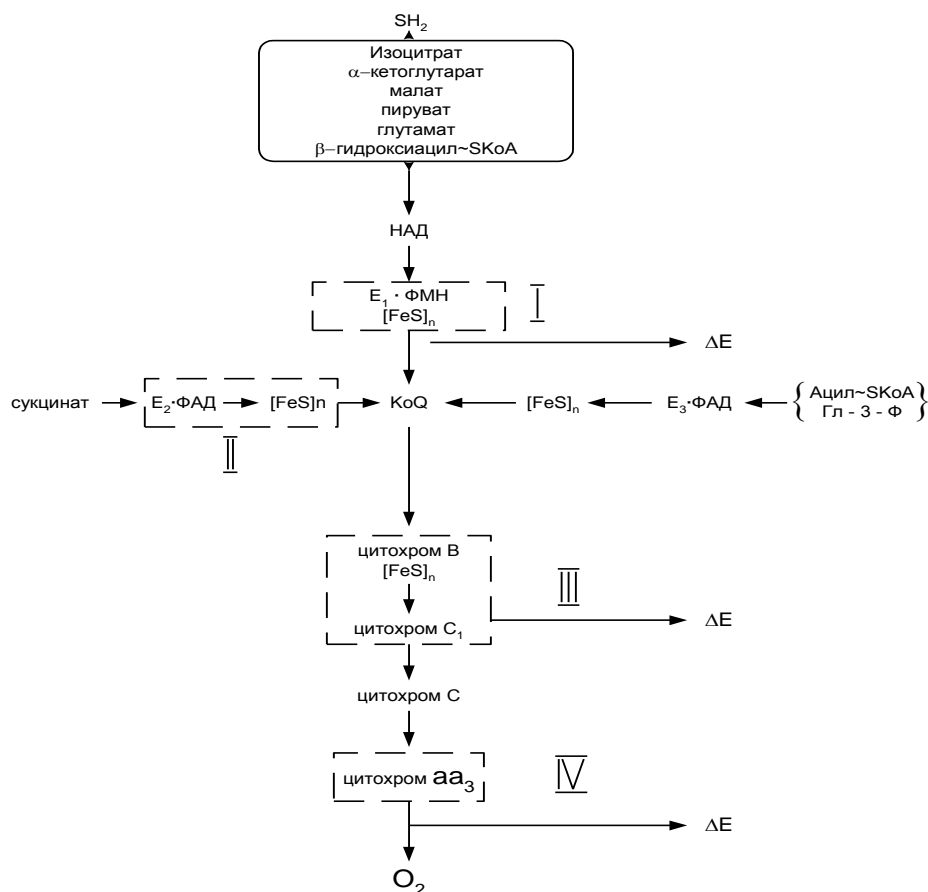 SH₂
Изоцитрат
α–кетоглутарат
малат
пируват
глутамат
β–гидроксиацил~SKoA
НАД
E₁ · ФМН
[FeS]ₙ
I
ΔE
сукцинат
E₂·ФАД
[FeS]n
KoQ
[FeS]ₙ
E₃·ФАД
{ Ацил~SKoA }
Гл - 3 - Ф
II
цитохром B
[FeS]ₙ
III
цитохром C₁
ΔE
цитохром C
цитохром aa₃
IV
ΔE
O₂